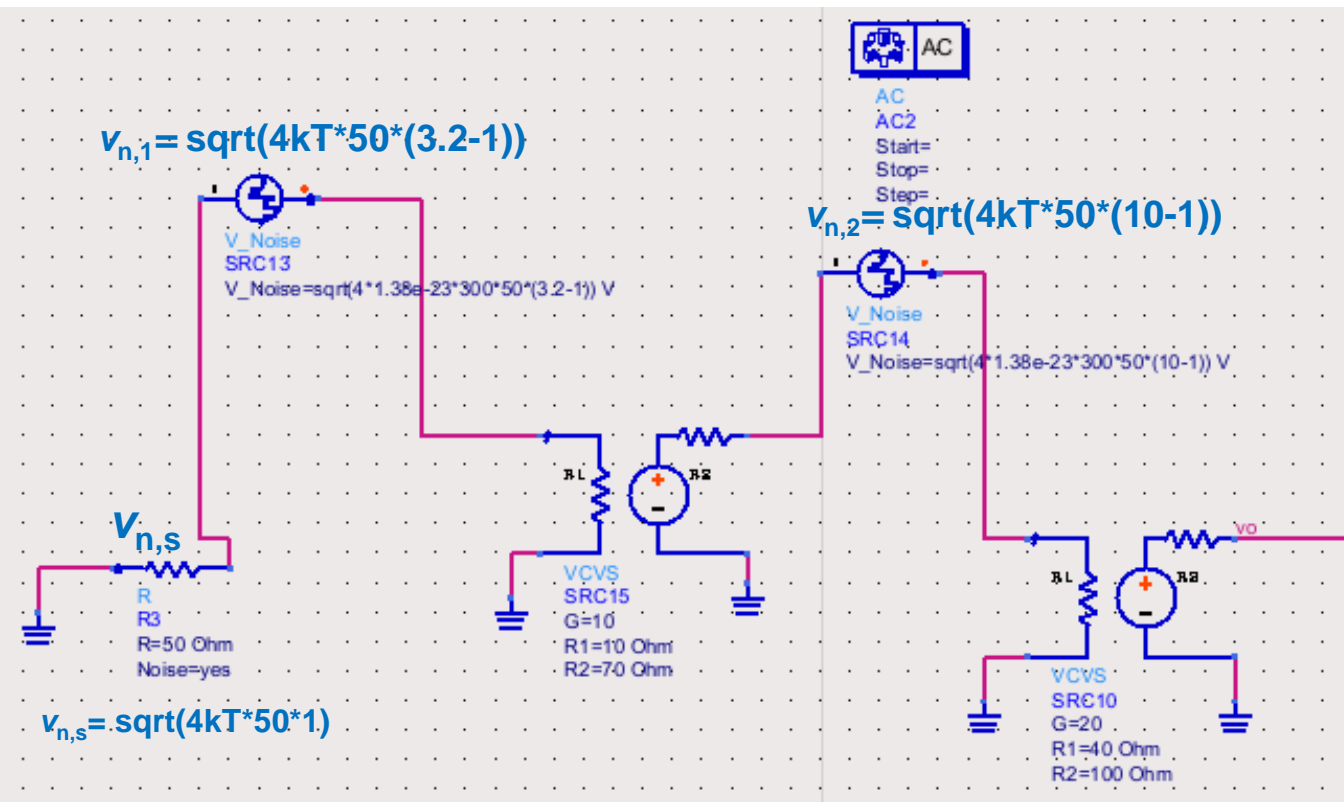 AC
AC
AC2
Start=
Stop=
Step=
vn,1= sqrt(4kT*50*(3.2-1))
V_Noise
SRC13
V_Noise=sqrt(4*1.38e-23*300*50*(3.2-1)) V
vn,2= sqrt(4kT*50*(10-1))
V_Noise
SRC14
V_Noise=sqrt(4*1.38e-23*300*50*(10-1)) V
R1
R2
VCVS
SRC15
G=10
R1=10 Ohm
R2=70 Ohm
vn,s
R
R3
R=50 Ohm
Noise=yes
vn,s= sqrt(4kT*50*1)
vo
R1
R2
VCVS
SRC10
G=20
R1=40 Ohm
R2=100 Ohm